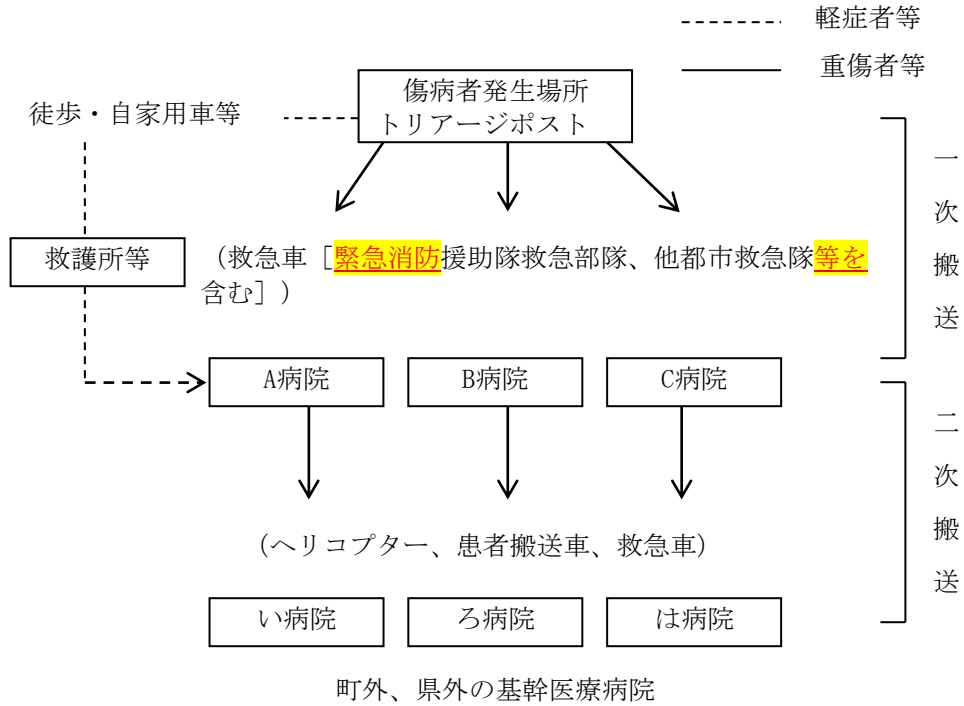 軽症者等
重傷者等
傷病者発生場所
トリアージポスト
徒歩・自家用車等
救護所等
（救急車［緊急消防援助隊救急部隊、他都市救急隊等を
含む］）
一次搬送
A病院
B病院
C病院
（ヘリコプター、患者搬送車、救急車）
二次搬送
い病院
ろ病院
は病院
町外、県外の基幹医療病院